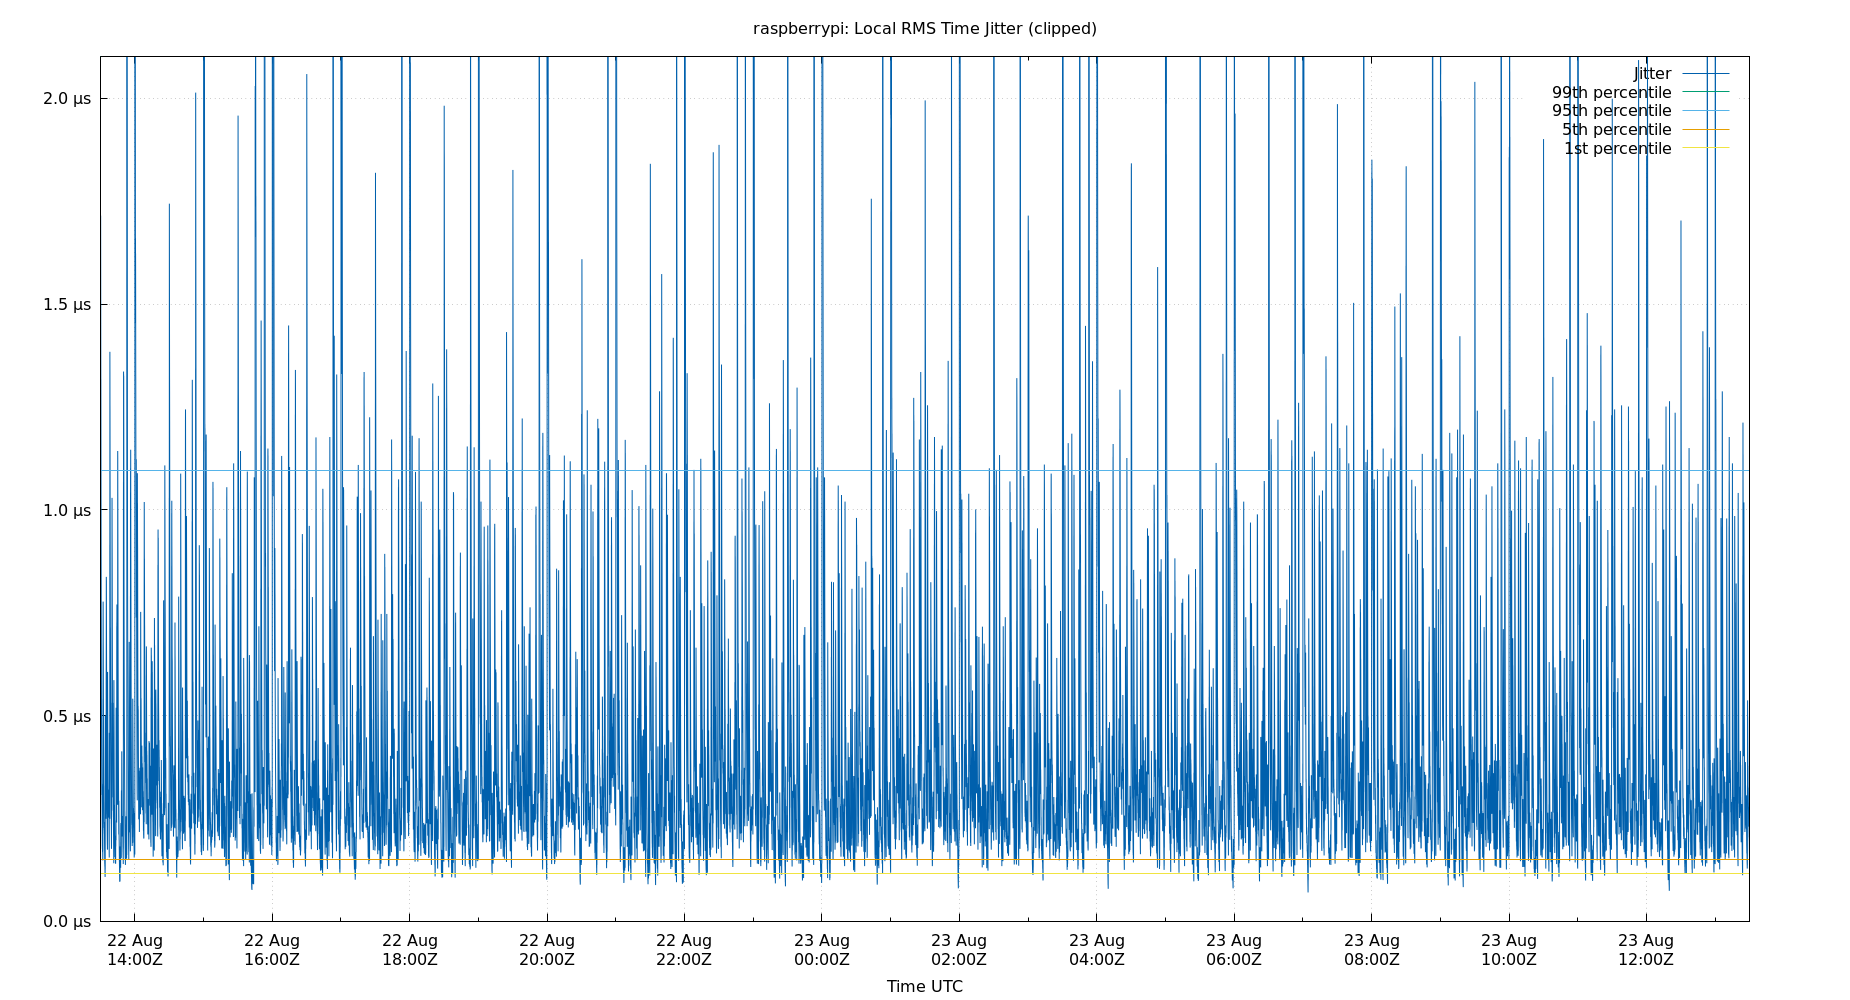 raspberrypi: Local RMS Time Jitter (clipped)
Jitter
99th percentile
95th percentile
5th percentile
1st percentile
2.0 µs
1.5 µs
1.0 µs
0.5 µs
0.0 µs
22 Aug 22 Aug 22 Aug 22 Aug 22 Aug 23 Aug 23 Aug 23 Aug 23 Aug 23 Aug 23 Aug 23 Aug
14:00Z 16:00Z 18:00Z 20:00Z 22:00Z 00:00Z 02:00Z 04:00Z 06:00Z 08:00Z 10:00Z 12:00Z
Time UTC